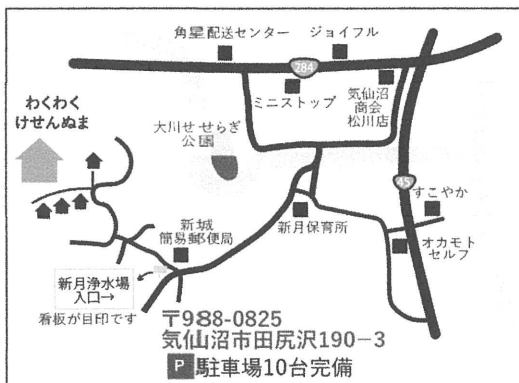 角星配送センター
ジョイフル
284
ミニストップ
気仙沼
商会
松川店
わくわく
けせんぬま
大川せせらぎ
公園
45
すこやか
新城
簡易郵便局
新月保育所
オカモト
セルフ
新月浄水場
入口→
看板が目印です
〒988-0825
気仙沼市田尻沢190-3
P 駐車場10台完備